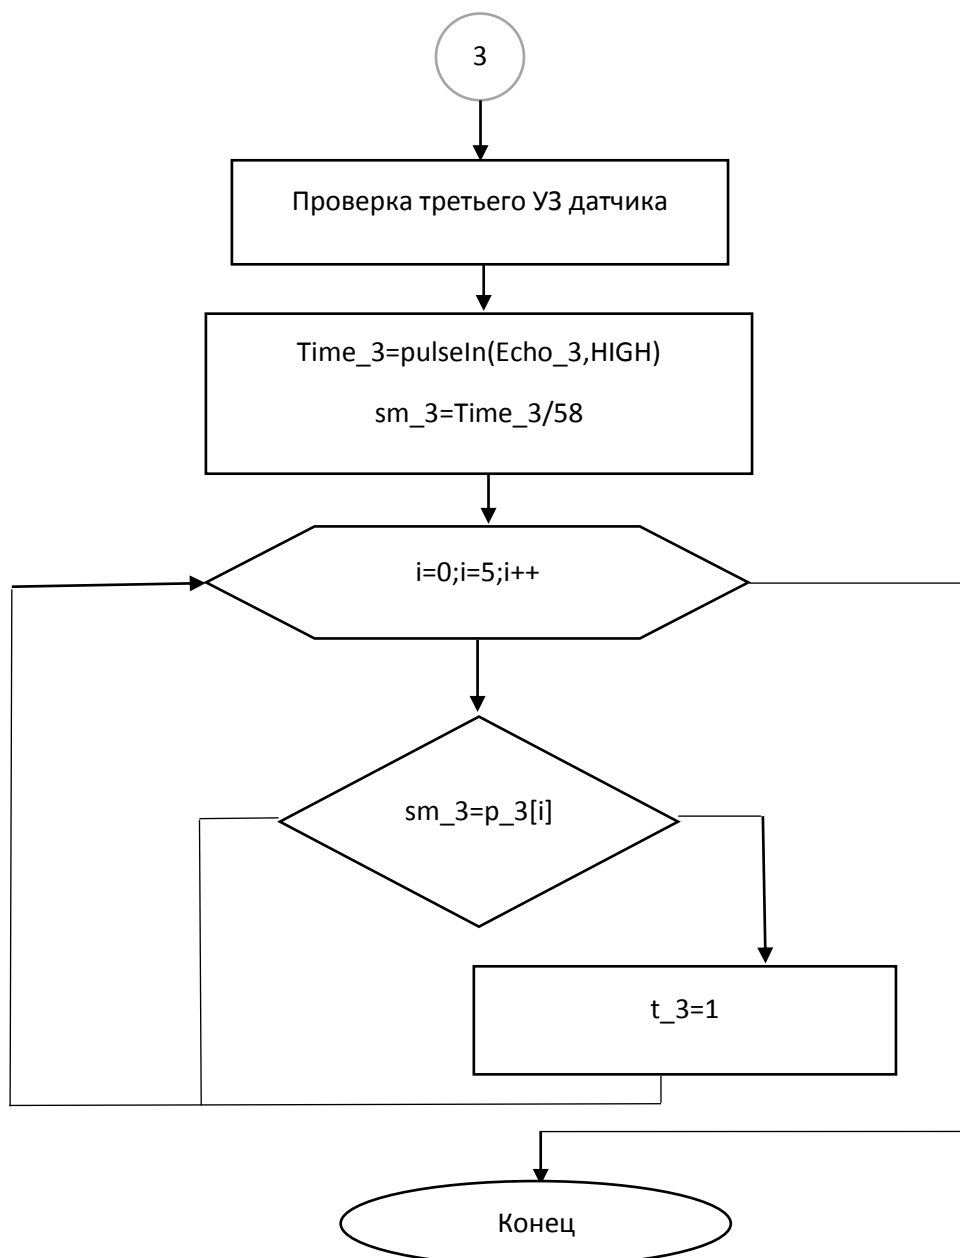 3
Проверка третьего УЗ датчика
Time_3=pulseIn(Echo_3,HIGH)
sm_3=Time_3/58
i=0;i=5;i++
sm_3=p_3[i]
t_3=1
Конец